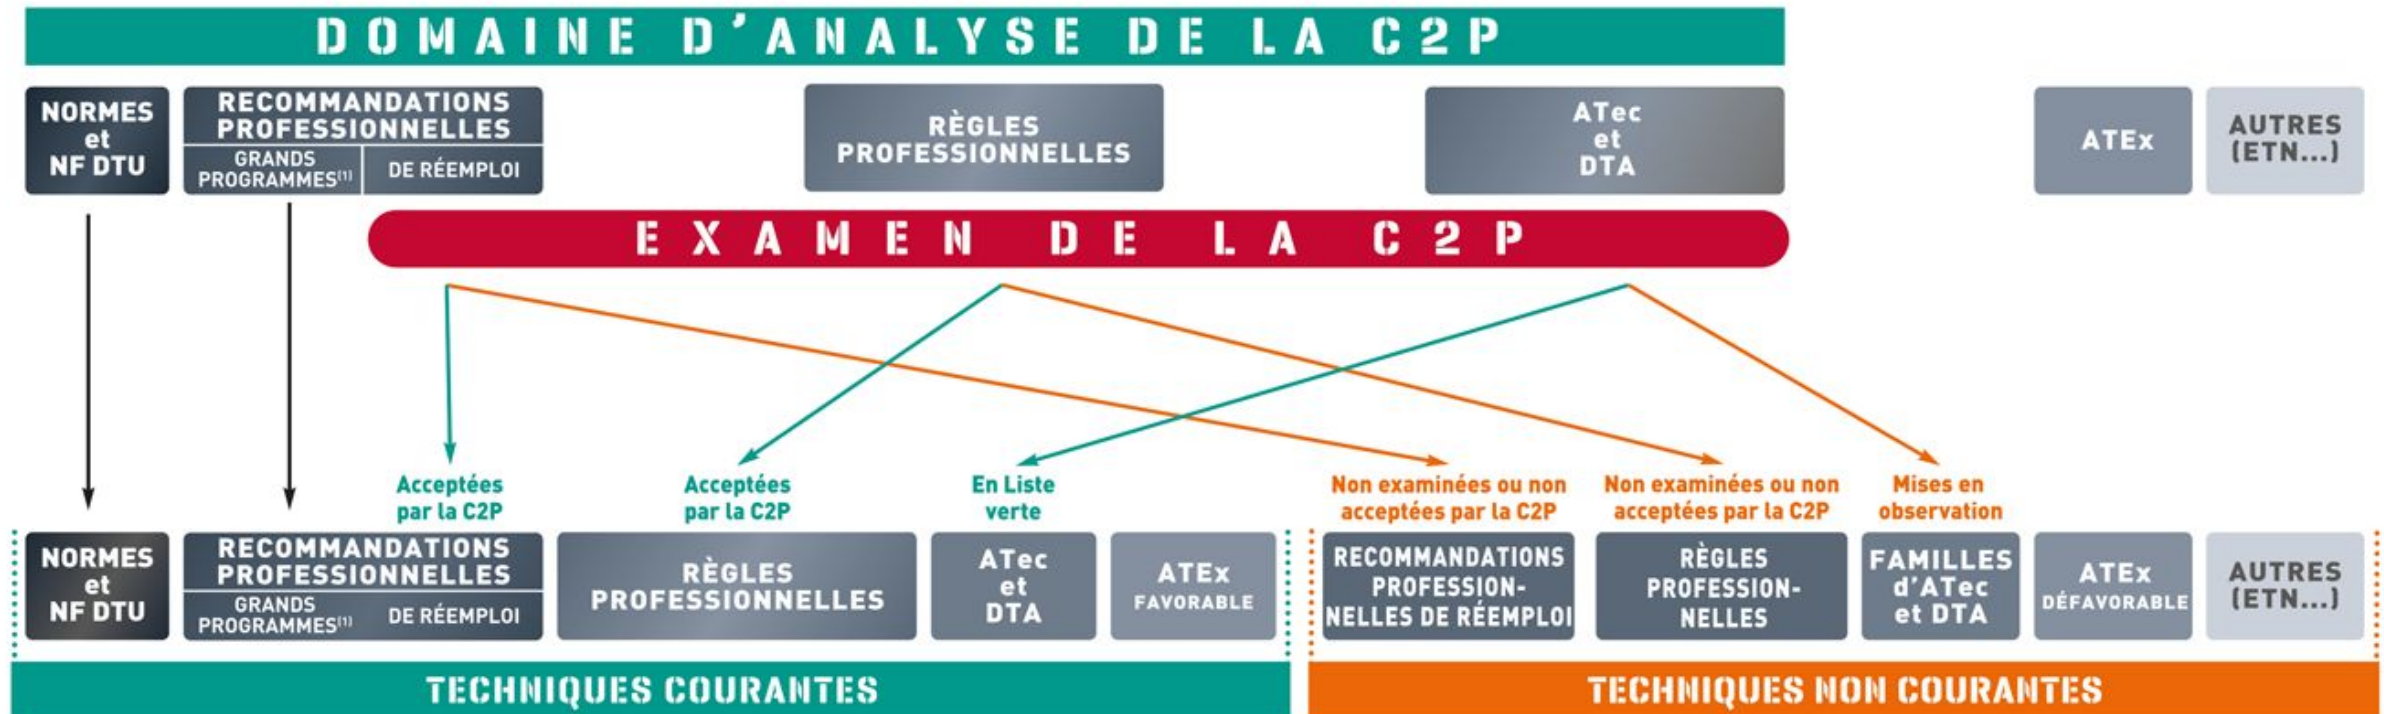 DOMAINE D'ANALYSE DE LA C2P
NORMES
et
NF DTU
RECOMMANDATIONS
PROFESSIONNELLES
GRANDS
PROGRAMMES(1)
DE RÉEMPLOI
RÈGLES
PROFESSIONNELLES
ATec
et
DTA
ATEx
AUTRES
(ETN...)
EXAMEN DE LA C2P
Acceptées
par la C2P
Acceptées
par la C2P
En Liste
verte
Non examinées ou non
acceptées par la C2P
Non examinées ou non
acceptées par la C2P
Mises en
observation
NORMES
et
NF DTU
RECOMMANDATIONS
PROFESSIONNELLES
GRANDS
PROGRAMMES(1)
DE RÉEMPLOI
RÈGLES
PROFESSIONNELLES
ATec
et
DTA
ATEx
FAVORABLE
RECOMMANDATIONS
PROFESSION-
NELLES DE RÉEMPLOI
RÈGLES
PROFESSION-
NELLES
FAMILLES
d'ATec
et DTA
ATEx
DÉFAVORABLE
AUTRES
(ETN...)
TECHNIQUES COURANTES
TECHNIQUES NON COURANTES